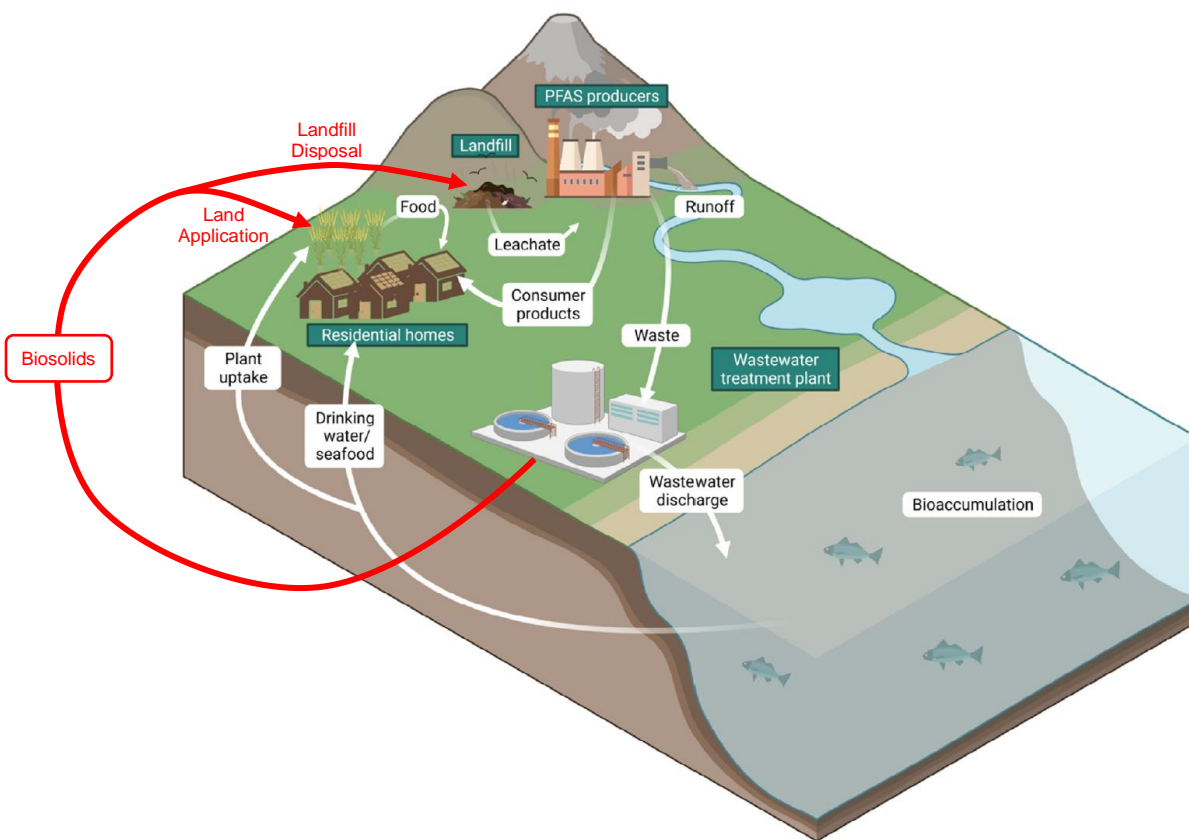 PFAS producers
Landfill
Disposal
Landfill
Food
Runoff
Land
Application
Leachate
Consumer
products
Residential homes
Waste
Biosolids
Plant
uptake
Wastewater
treatment plant
Drinking
water/
seafood
Wastewater
discharge
Bioaccumulation